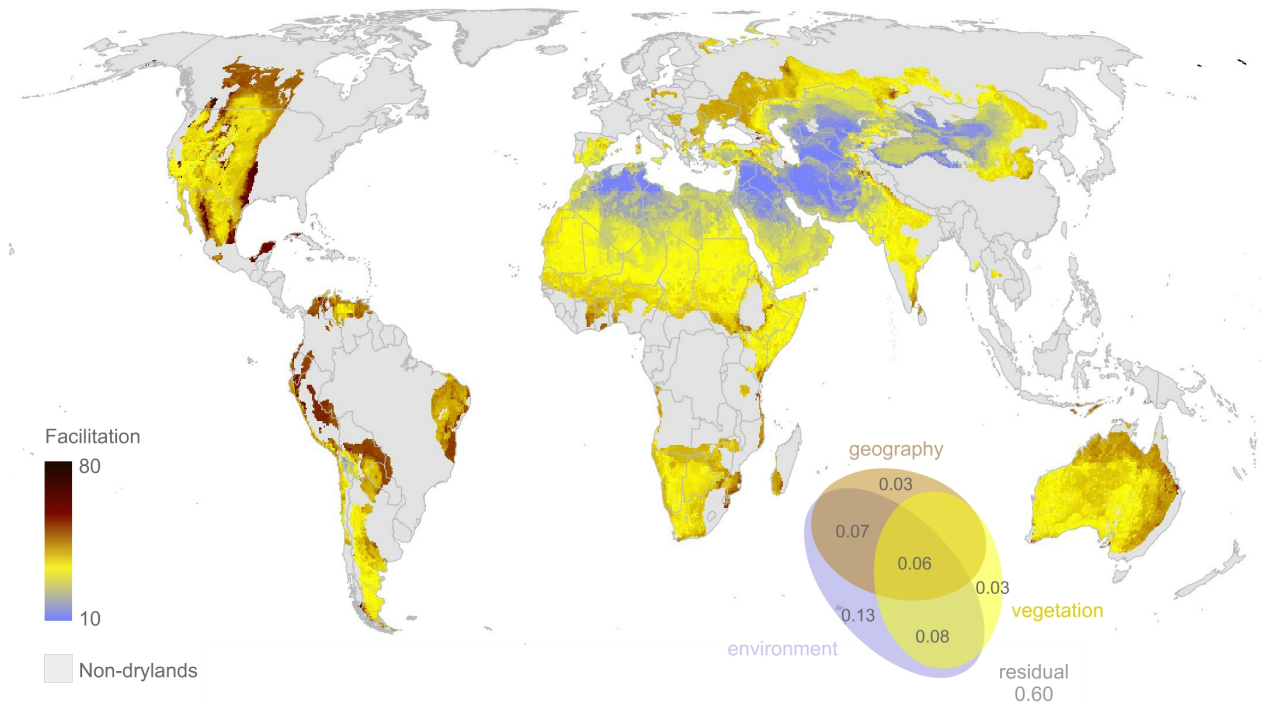 Facilitation
80
10
Non-drylands
geography
0.03
0.07
0.06
0.03
vegetation
0.13
0.08
environment
residual
0.60